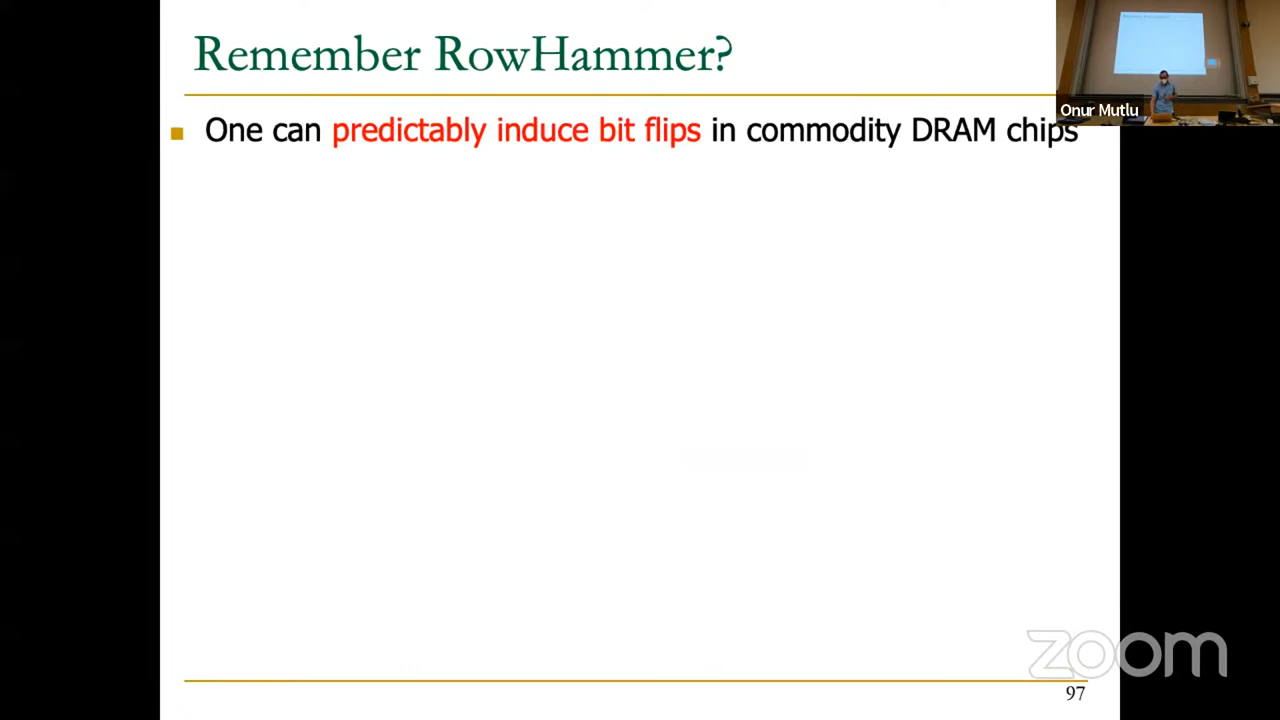 Remember RowHammer?
Onur Mutlu
One can predictably induce bit flips in commodity DRAM chips
zoom
97